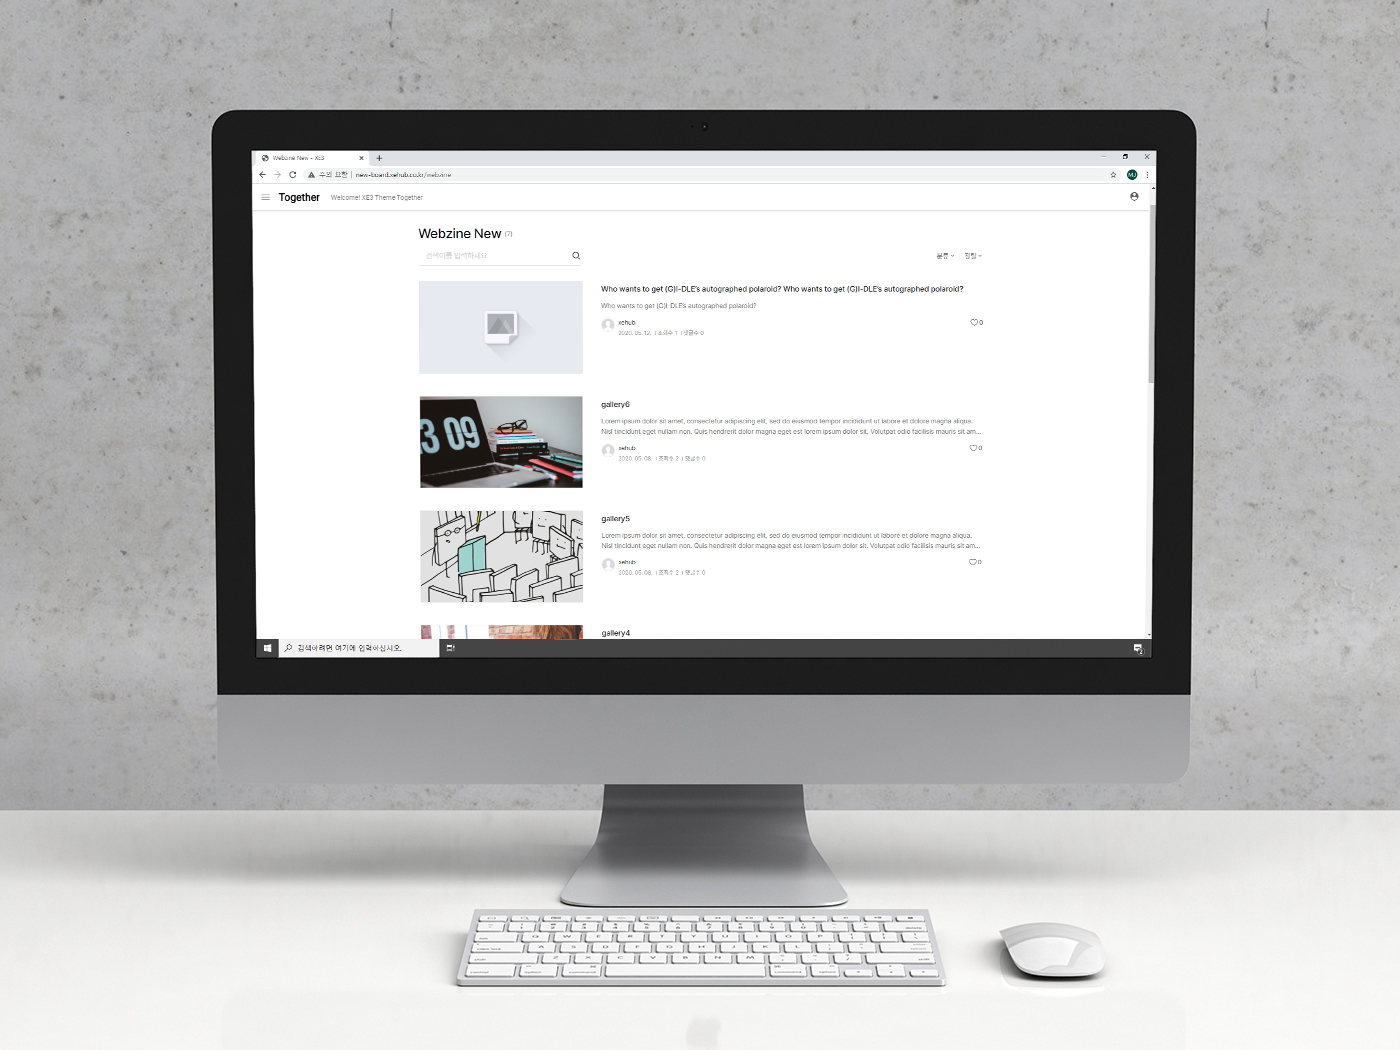 Webzine New - XE3
주의 요함 | new-board.xehub.co.kr/webzine
MJ
Together
Welcome! XE3 Theme Together
Webzine New (7)
검색어를 입력하세요
분류
정렬
Who wants to get (G)I-DLE's autographed polaroid? Who wants to get (G)I-DLE's autographed polaroid?
Who wants to get (G)I-DLE's autographed polaroid?
xehub
0
2020. 05. 12. | 조회수 1 | 댓글수 0
3 09
gallery6
Lorem ipsum dolor sit amet, consectetur adipiscing elit, sed do eiusmod tempor incididunt ut labore et dolore magna aliqua.
Nisl tincidunt eget nullam non. Quis hendrerit dolor magna eget est lorem ipsum dolor sit. Volutpat odio facilisis mauris sit am...
xehub
0
2020. 05. 08. | 조회수 2 | 댓글수 0
gallery5
Lorem ipsum dolor sit amet, consectetur adipiscing elit, sed do eiusmod tempor incididunt ut labore et dolore magna aliqua.
Nisl tincidunt eget nullam non. Quis hendrerit dolor magna eget est lorem ipsum dolor sit. Volutpat odio facilisis mauris sit am...
xehub
0
2020. 05. 08. | 조회수 2 | 댓글수 0
gallery4
검색하려면 여기에 입력하십시오.
Q W E R T Y U I O P
A S D F G H J K L
Z X C V B N M